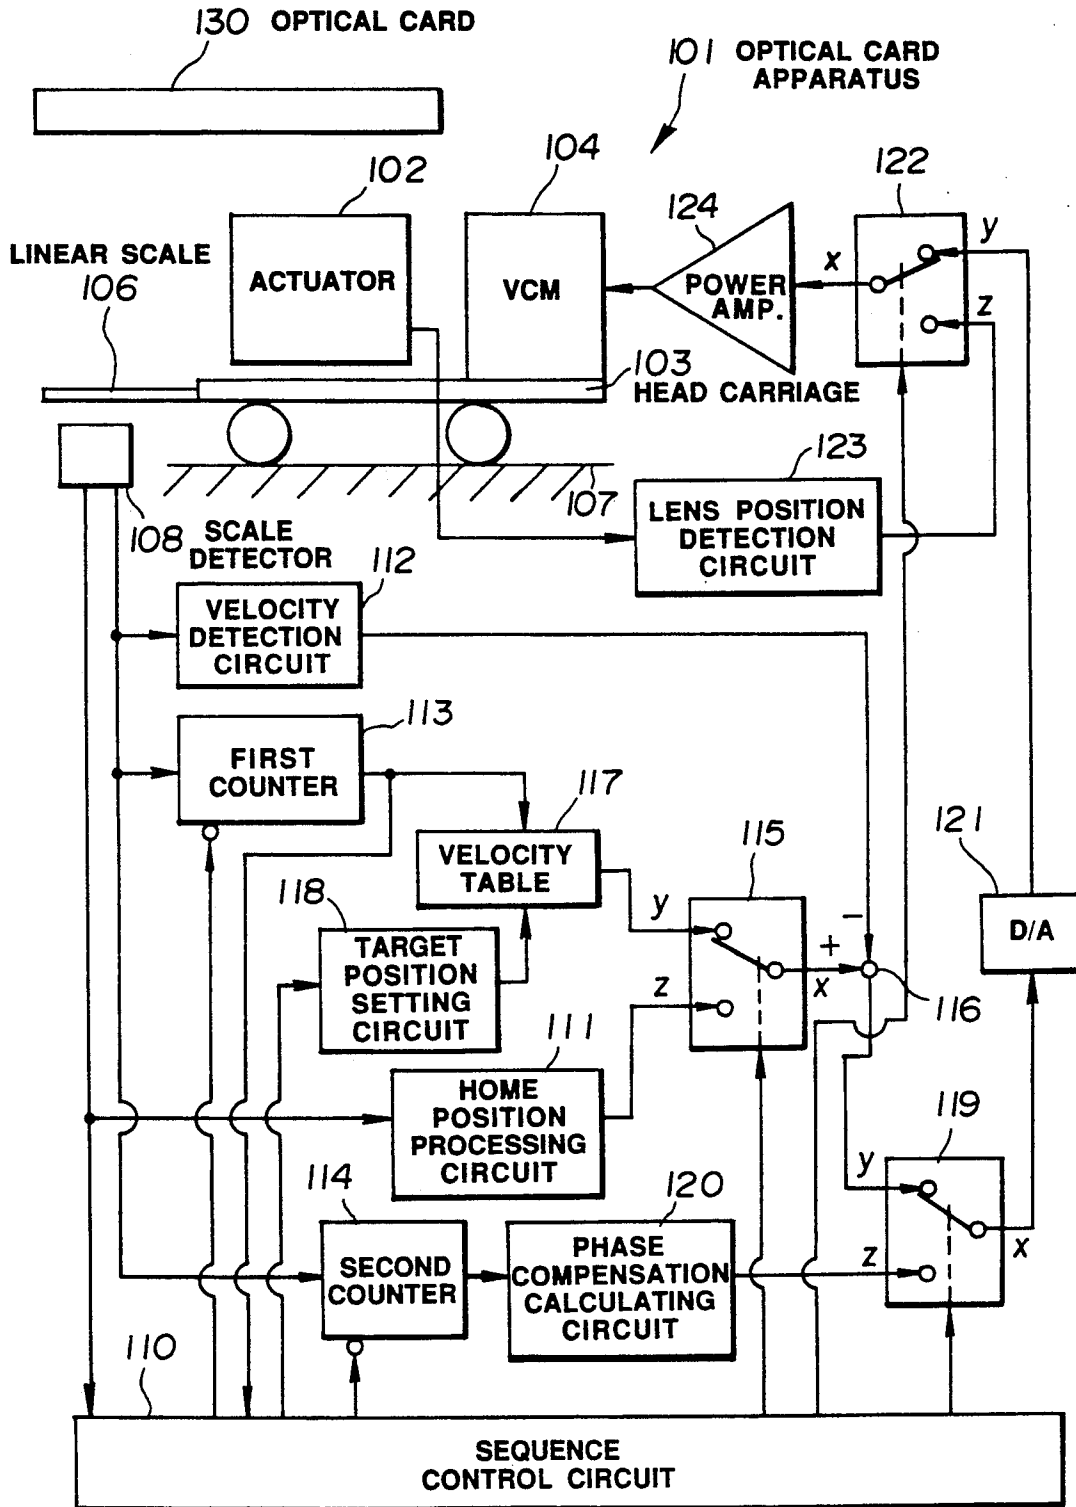 130 OPTICAL CARD
101 OPTICAL CARD
APPARATUS
104
102
122
124
LINEAR SCALE
106
ACTUATOR
VCM
POWER
AMP.
x
y
z
103
HEAD CARRIAGE
123
107
LENS POSITION
DETECTION
CIRCUIT
108 SCALE
DETECTOR
112
VELOCITY
DETECTION
CIRCUIT
113
FIRST
COUNTER
117
VELOCITY
TABLE
115
121
D/A
118
TARGET
POSITION
SETTING
CIRCUIT
y
z
x
+
−
116
111
HOME
POSITION
PROCESSING
CIRCUIT
119
y
z
x
114
SECOND
COUNTER
120
PHASE
COMPENSATION
CALCULATING
CIRCUIT
110
SEQUENCE
CONTROL CIRCUIT